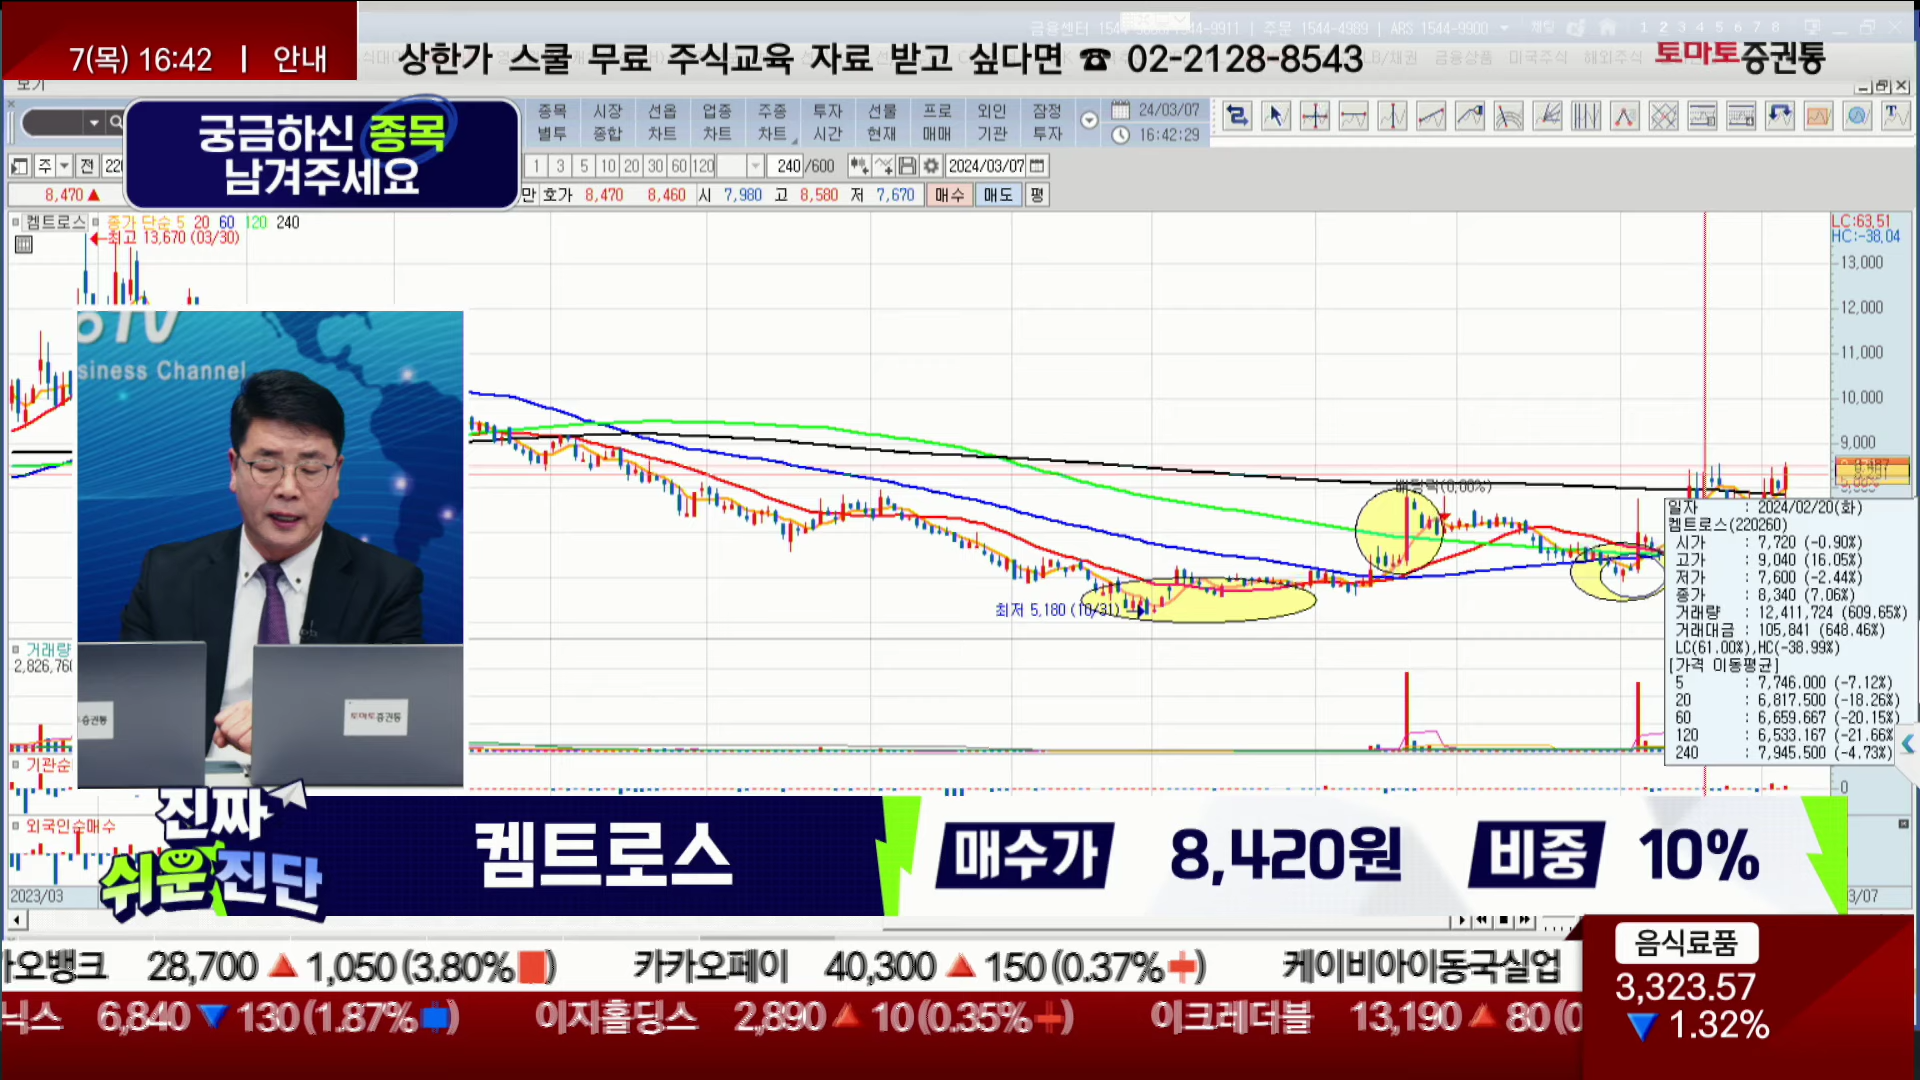 7(목) 16:42 | 안내
상한가 스쿨 무료 주식교육 자료 받고 싶다면 ☎ 02-2128-8543
토마토증권통
보기
궁금하신 종목
남겨주세요
종목 시장 선옵 업종 주종 투자 선물 프로 외인 잠정
별투 종합 차트 차트 차트 시간 현재 매매 기관 투자
24/03/07
16:42:29
주 전 220
1 3 5 10 20 30 60 120 240 /600 2024/03/07
8,470▲
만 호가 8,470 8,460 시 7,980 고 8,580 저 7,670 매수 매도 평
켐트로스 종가 단순 5 20 60 120 240
최고 13,670 (03/30)
LC:63.51
HC:-38.04
13,000
12,000
11,000
10,000
9,000
siness Channel
최저 5,180 (10/31)
일자 : 2024/02/20(화)
켐트로스(220260)
시가 : 7,720 (-0.90%)
고가 : 9,040 (16.05%)
저가 : 7,600 (-2.44%)
종가 : 8,340 (7.06%)
거래량 : 12,411,724 (609.65%)
거래대금 : 105,841 (648.46%)
LC(61.00%),HC(-38.99%)
[가격 이동평균]
5 : 7,746.000 (-7.12%)
20 : 6,817.500 (-18.26%)
60 : 6,659.667 (-20.15%)
120 : 6,533.167 (-21.66%)
240 : 7,945.500 (-4.73%)
거래량
2,826,760
증권통
토마토증권통
기관순
0
외국인순매수
2023/03
3/07
진짜
쉬운진단
켐트로스
매수가 8,420원
비중 10%
카오뱅크 28,700 ▲ 1,050(3.80%) 카카오페이 40,300 ▲ 150(0.37%) 케이비아이동국실업
닉스 6,840 ▼ 130(1.87%) 이지홀딩스 2,890 ▲ 10(0.35%) 이크레더블 13,190 ▲ 80(0
음식료품
3,323.57
▼ 1.32%